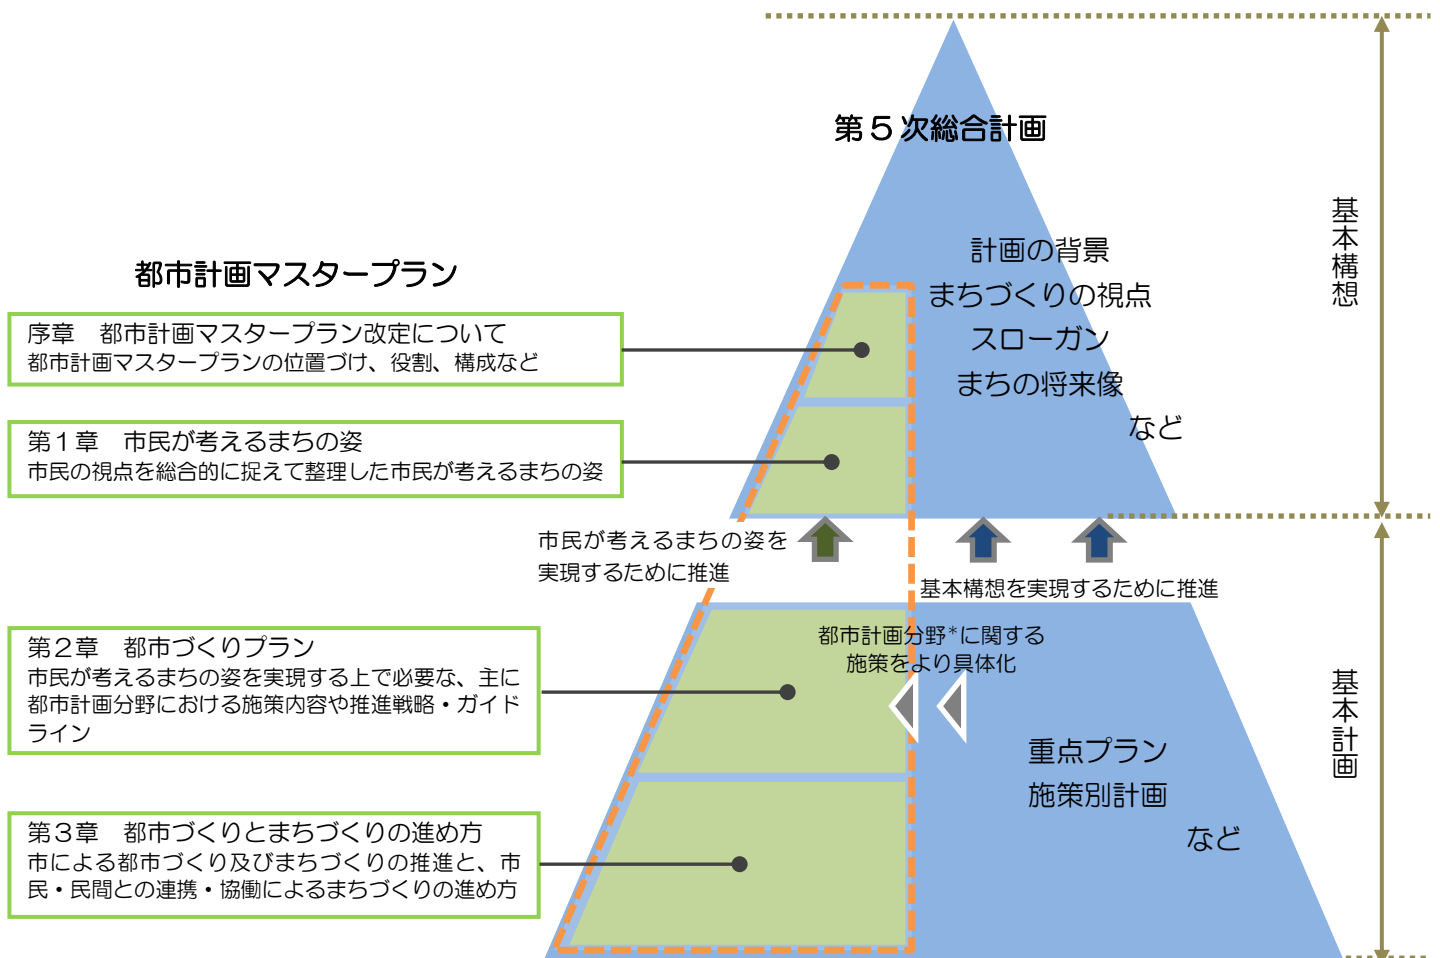 第５次総合計画
基本構想
計画の背景
まちづくりの視点
スローガン
まちの将来像
など
都市計画マスタープラン
序章　都市計画マスタープラン改定について
都市計画マスタープランの位置づけ、役割、構成など
第１章　市民が考えるまちの姿
市民の視点を総合的に捉えて整理した市民が考えるまちの姿
市民が考えるまちの姿を
実現するために推進
基本構想を実現するために推進
第２章　都市づくりプラン
市民が考えるまちの姿を実現する上で必要な、主に
都市計画分野における施策内容や推進戦略・ガイド
ライン
都市計画分野*に関する
施策をより具体化
基本計画
重点プラン
施策別計画
など
第３章　都市づくりとまちづくりの進め方
市による都市づくり及びまちづくりの推進と、市
民・民間との連携・協働によるまちづくりの進め方